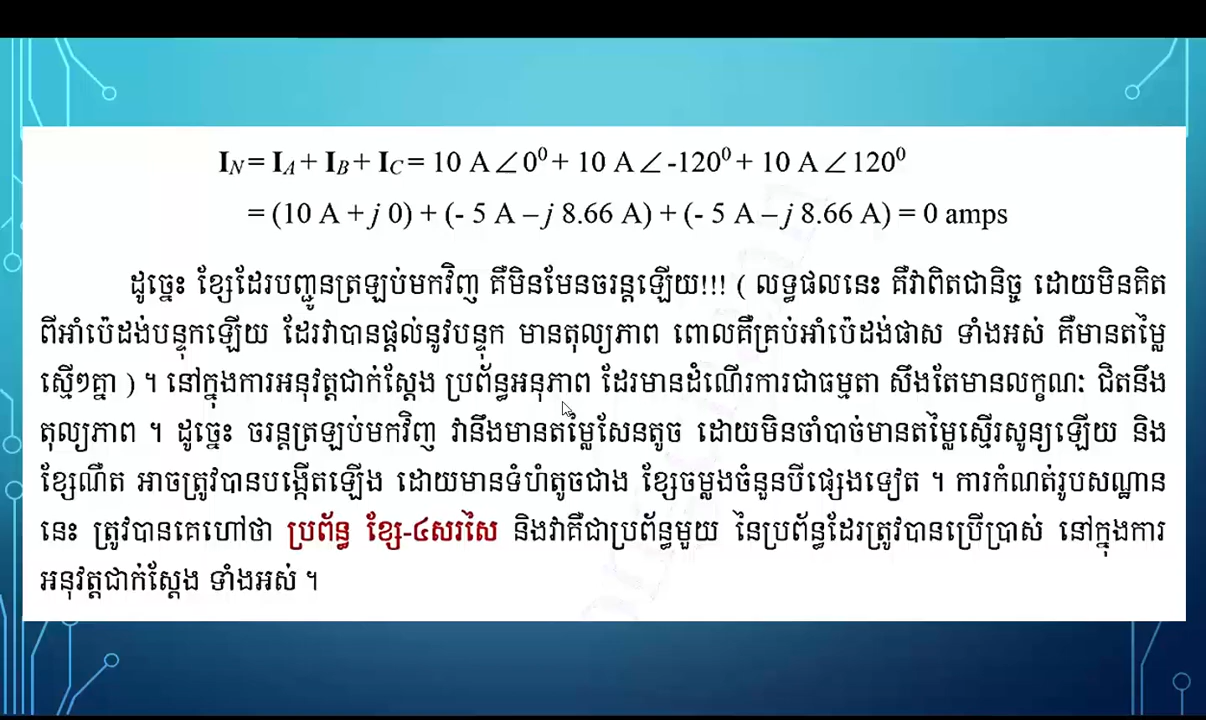 I_N = I_A + I_B + I_C = 10 A∠0⁰ + 10 A∠-120⁰ + 10 A∠120⁰
= (10 A + j 0) + (- 5 A – j 8.66 A) + (- 5 A – j 8.66 A) = 0 amps
ដូច្នេះ ខ្សែដែរបញ្ជូនត្រឡប់មកវិញ គឺមិនមែនចរន្តឡើយ!!! ( លទ្ធផលនេះ គឺវាពិតជានិច្ច ដោយមិនគិត
ពីអាំប៉េដង់បន្ទុកឡើយ ដែរវាបានផ្តល់នូវបន្ទុក មានតុល្យភាព ពោលគឺគ្រប់អាំប៉េដង់ផាស ទាំងអស់ គឺមានតម្លៃ
ស្មើៗគ្នា ) ។ នៅក្នុងការអនុវត្តជាក់ស្តែង ប្រព័ន្ធអនុភាព ដែរមានដំណើរការជាធម្មតា សឹងតែមានលក្ខណៈ ជិតនឹង
តុល្យភាព ។ ដូច្នេះ ចរន្តត្រឡប់មកវិញ វានឹងមានតម្លៃសែនតូច ដោយមិនចាំបាច់មានតម្លៃស្មើរសូន្យឡើយ និង
ខ្សែណឺត អាចត្រូវបានបង្កើតឡើង ដោយមានទំហំតូចជាង ខ្សែចម្លងចំនួនបីផ្សេងទៀត ។ ការកំណត់រូបសណ្ឋាន
នេះ ត្រូវបានគេហៅថា ប្រព័ន្ធ ខ្សែ-៤សរសៃ និងវាគឺជាប្រព័ន្ធមួយ នៃប្រព័ន្ធដែរត្រូវបានប្រើប្រាស់ នៅក្នុងការ
អនុវត្តជាក់ស្តែង ទាំងអស់ ។